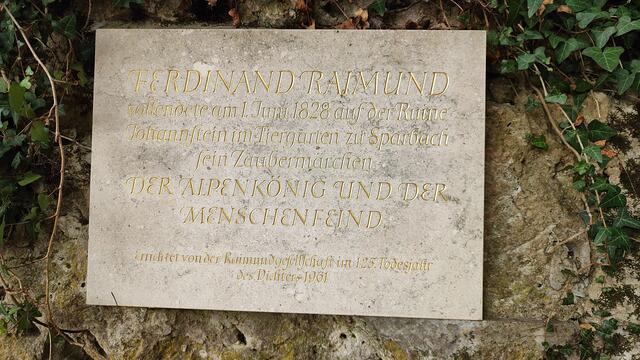 FERDINAND RAIMUND
vollendete am 1. Juni 1828 auf der Ruine
Johannstein im Tiergarten zu Sparbach
sein Zaubermärchen
DER ALPENKÖNIG UND DER
MENSCHENFEIND
Errichtet von der Raimundgesellschaft im 125. Todesjahr
des Dichters 1961